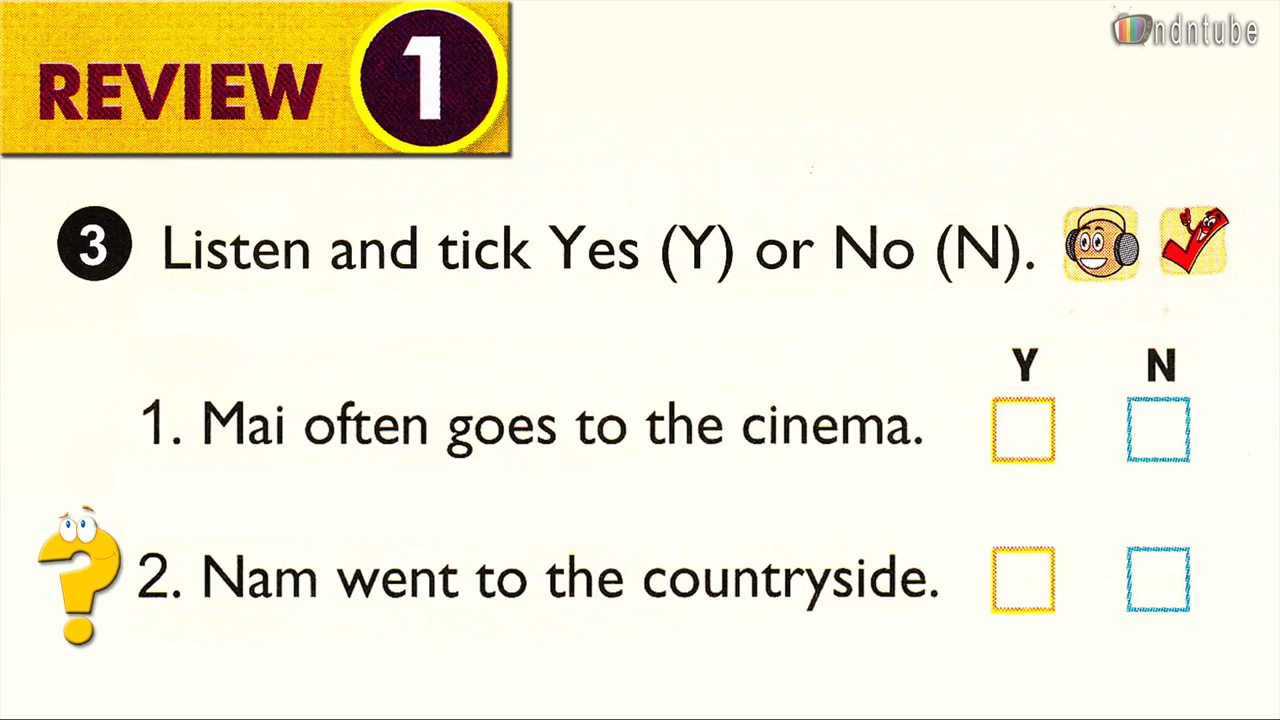 REVIEW 1
ndntube
3 Listen and tick Yes (Y) or No (N).
Y N
1. Mai often goes to the cinema.
2. Nam went to the countryside.